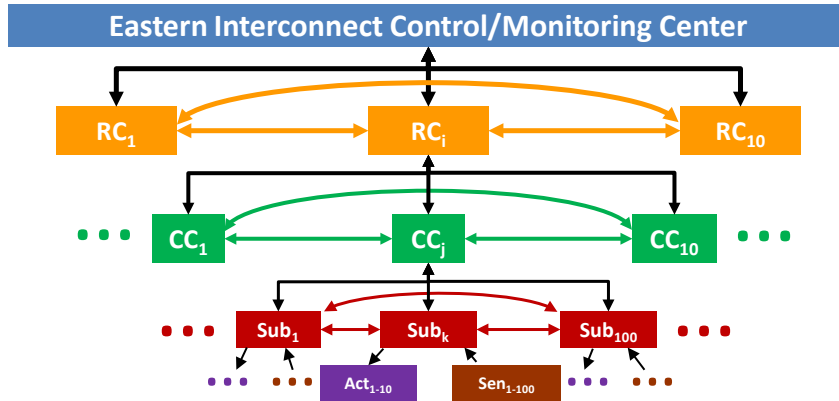 Eastern Interconnect Control/Monitoring Center
RC₁ RCᵢ RC₁₀
CC₁ CCⱼ CC₁₀
Sub₁ Subₖ Sub₁₀₀
Act₁₋₁₀ Sen₁₋₁₀₀